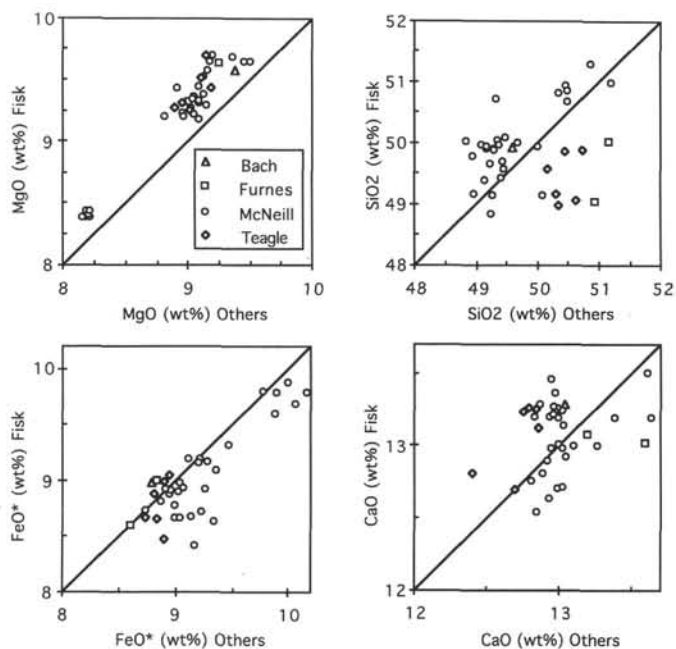 10
MgO (wt%) Fisk
9
8
8
9
10
MgO (wt%) Others
Bach
Furnes
McNeill
Teagle
52
51
SiO2 (wt%) Fisk
50
49
48
48
49
50
51
52
SiO2 (wt%) Others
10
FeO* (wt%) Fisk
9
8
8
9
10
FeO* (wt%) Others
CaO (wt%) Fisk
13
12
12
13
CaO (wt%) Others